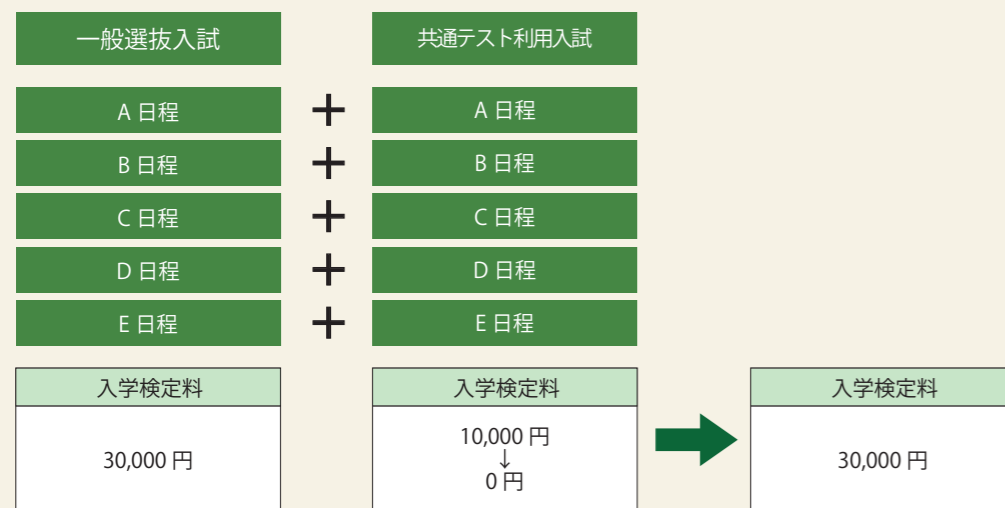 一般選抜入試
共通テスト利用入試
A 日程
+
A 日程
B 日程
+
B 日程
C 日程
+
C 日程
D 日程
+
D 日程
E 日程
+
E 日程
入学検定料
入学検定料
入学検定料
30,000 円
10,000 円
↓
0 円
30,000 円